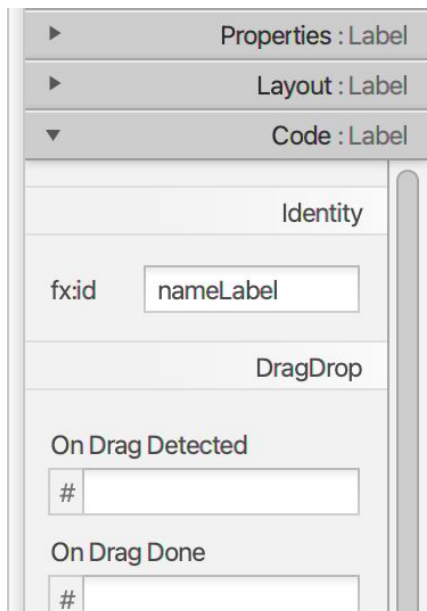 Properties : Label
Layout : Label
Code : Label
Identity
fx:id nameLabel
DragDrop
On Drag Detected
#
On Drag Done
#